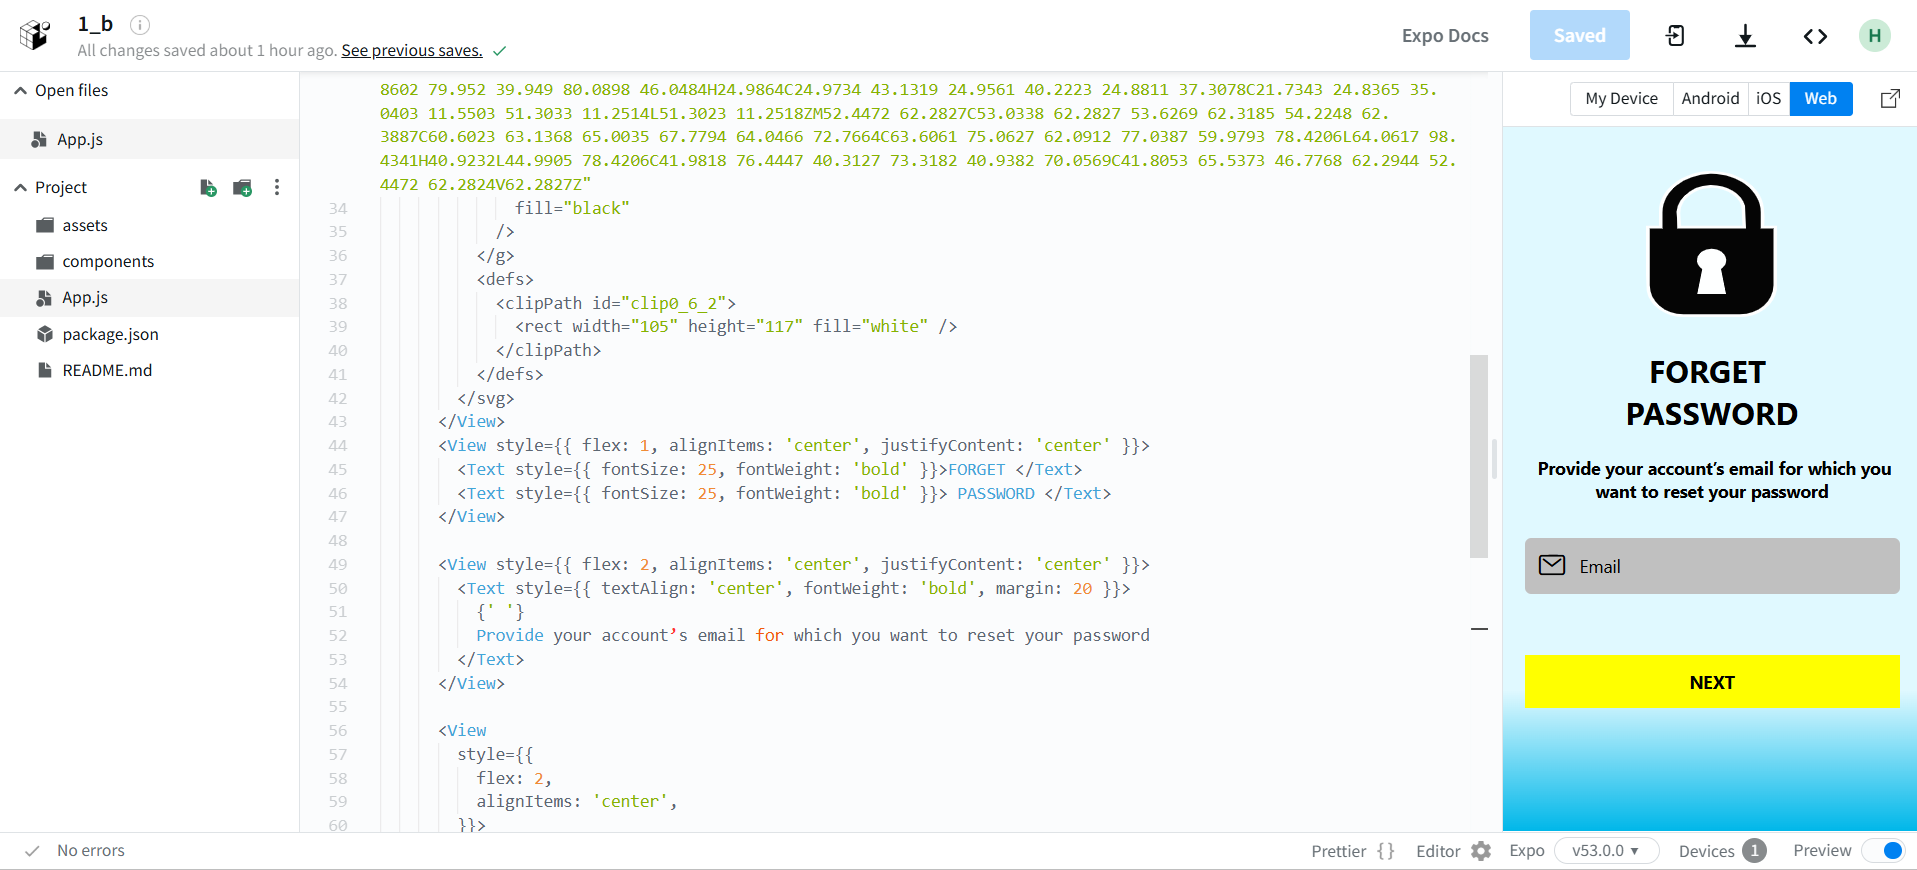 1_b
All changes saved about 1 hour ago. See previous saves.
Expo Docs
Saved
H
Open files
App.js
Project
assets
components
App.js
package.json
README.md
8602 79.952 39.949 80.0898 46.0484H24.9864C24.9734 43.1319 24.9561 40.2223 24.8811 37.3078C21.7343 24.8365 35.
0403 11.5503 51.3033 11.2514L51.3023 11.2518ZM52.4472 62.2827C53.0338 62.2827 53.6269 62.3185 54.2248 62.
3887C60.6023 63.1368 65.0035 67.7794 64.0466 72.7664C63.6061 75.0627 62.0912 77.0387 59.9793 78.4206L64.0617 98.
4341H40.9232L44.9905 78.4206C41.9818 76.4447 40.3127 73.3182 40.9382 70.0569C41.8053 65.5373 46.7768 62.2944 52.
4472 62.2824V62.2827Z"
34 fill="black"
35 />
36 </g>
37 <defs>
38 <clipPath id="clip0_6_2">
39 <rect width="105" height="117" fill="white" />
40 </clipPath>
41 </defs>
42 </svg>
43 </View>
44 <View style={{ flex: 1, alignItems: 'center', justifyContent: 'center' }}>
45 <Text style={{ fontSize: 25, fontWeight: 'bold' }}>FORGET </Text>
46 <Text style={{ fontSize: 25, fontWeight: 'bold' }}> PASSWORD </Text>
47 </View>
48
49 <View style={{ flex: 2, alignItems: 'center', justifyContent: 'center' }}>
50 <Text style={{ textAlign: 'center', fontWeight: 'bold', margin: 20 }}>
51 {' '}
52 Provide your account’s email for which you want to reset your password
53 </Text>
54 </View>
55
56 <View
57 style={{
58 flex: 2,
59 alignItems: 'center',
60 }}>
My Device Android iOS Web
FORGET
PASSWORD
Provide your account’s email for which you
want to reset your password
Email
NEXT
No errors
Prettier {} Editor Expo v53.0.0 Devices 1 Preview